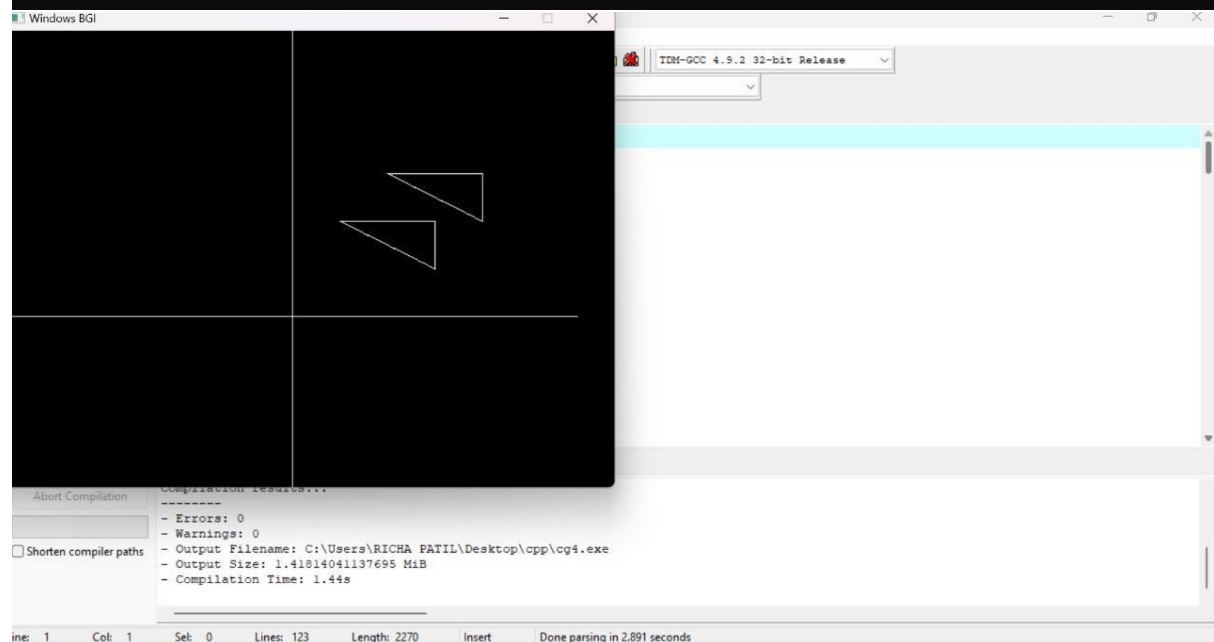 Windows BGI
TDM-GCC 4.9.2 32-bit Release
Abort Compilation
Compilation results...
--------
- Errors: 0
- Warnings: 0
Shorten compiler paths
- Output Filename: C:\Users\RICHA PATIL\Desktop\cpp\cg4.exe
- Output Size: 1.41814041137695 MiB
- Compilation Time: 1.44s
ine: 1 Col: 1 Sel: 0 Lines: 123 Length: 2270 Insert Done parsing in 2.891 seconds